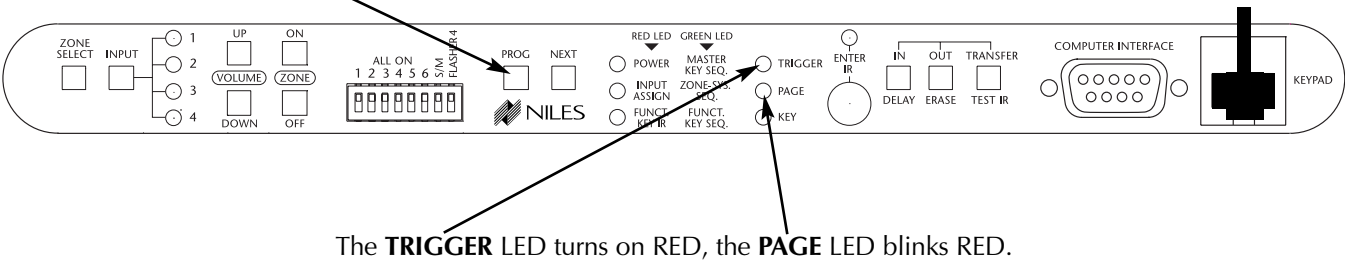 ZONE SELECT
INPUT
1
2
3
4
UP
VOLUME
DOWN
ON
ZONE
OFF
ALL ON
1 2 3 4 5 6 S/M FLASHER 4
PROG
NEXT
NILES
RED LED
GREEN LED
POWER
MASTER KEY SEQ.
TRIGGER
INPUT ASSIGN
ZONE-SYS. SEQ.
PAGE
FUNCT. KEY IR
FUNCT. KEY SEQ.
KEY
ENTER IR
IN
OUT
TRANSFER
DELAY
ERASE
TEST IR
COMPUTER INTERFACE
KEYPAD
The TRIGGER LED turns on RED, the PAGE LED blinks RED.